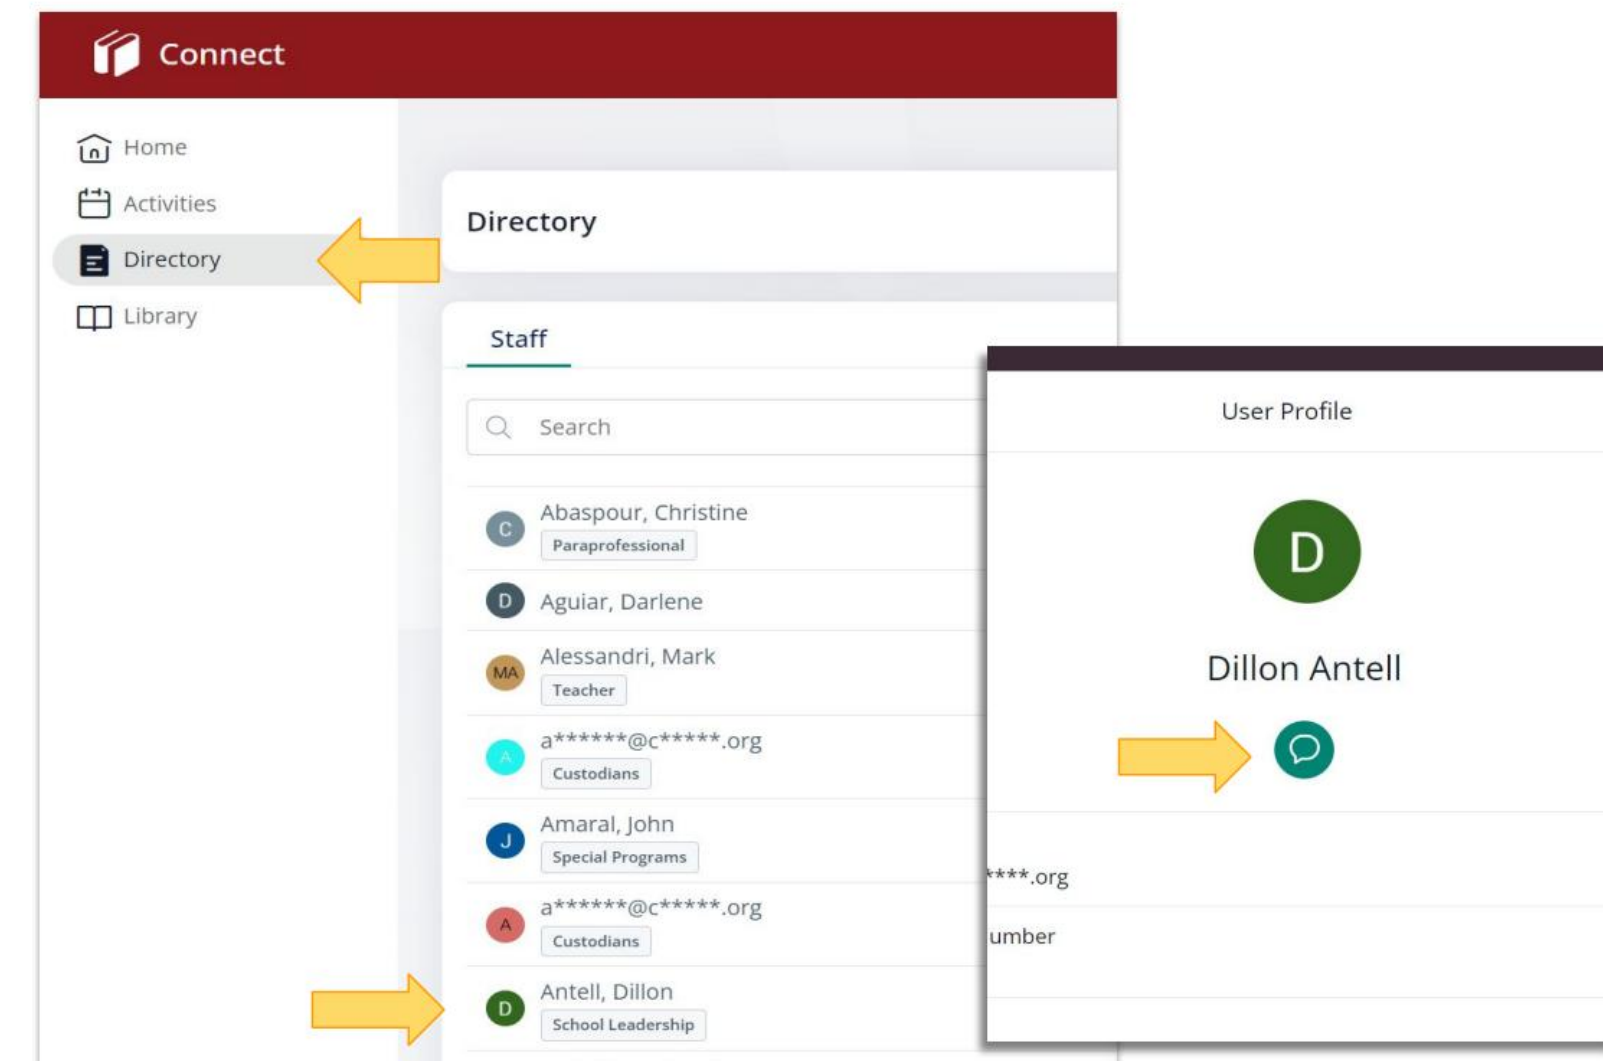 Connect
Home
Activities
Directory
Library
Directory
Staff
Search
C
Abaspour, Christine
Paraprofessional
D
Aguiar, Darlene
MA
Alessandri, Mark
Teacher
A
a******@c*****.org
Custodians
J
Amaral, John
Special Programs
A
a******@c*****.org
Custodians
D
Antell, Dillon
School Leadership
User Profile
D
Dillon Antell
****.org
umber